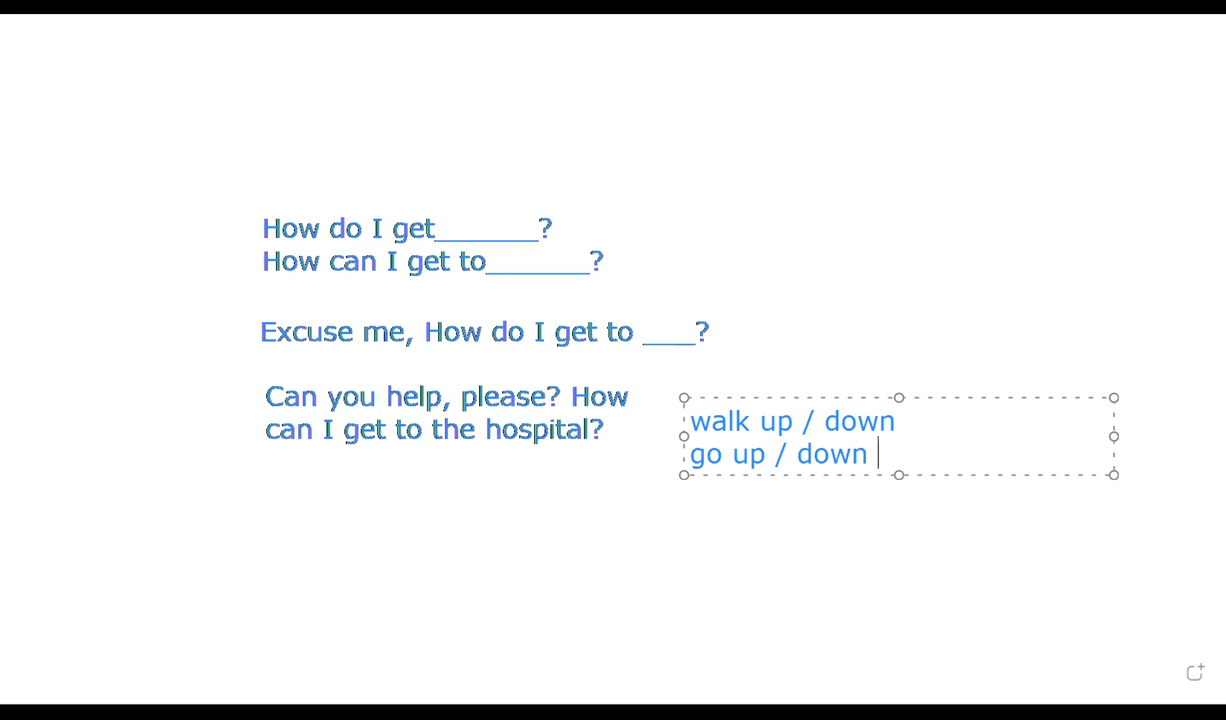 How do I get_______?
How can I get to_______?
Excuse me, How do I get to ____?
Can you help, please? How
can I get to the hospital?
walk up / down
go up / down